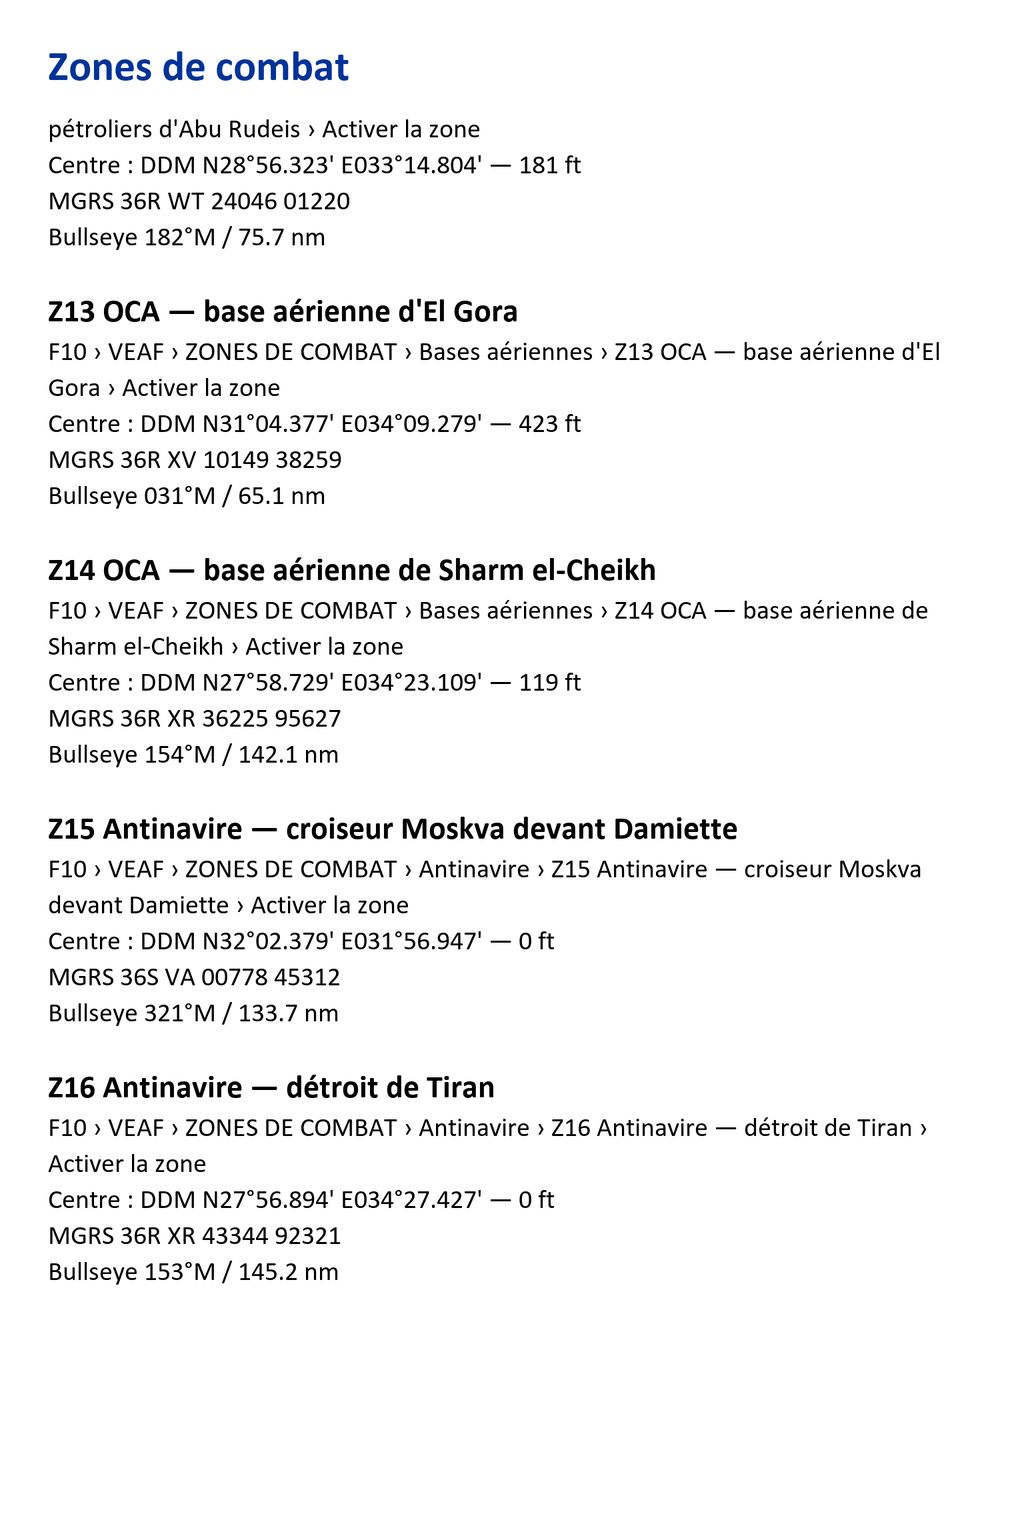 Zones de combat
pétroliers d'Abu Rudeis › Activer la zone
Centre : DDM N28°56.323' E033°14.804' — 181 ft
MGRS 36R WT 24046 01220
Bullseye 182°M / 75.7 nm
Z13 OCA — base aérienne d'El Gora
F10 › VEAF › ZONES DE COMBAT › Bases aériennes › Z13 OCA — base aérienne d'El
Gora › Activer la zone
Centre : DDM N31°04.377' E034°09.279' — 423 ft
MGRS 36R XV 10149 38259
Bullseye 031°M / 65.1 nm
Z14 OCA — base aérienne de Sharm el-Cheikh
F10 › VEAF › ZONES DE COMBAT › Bases aériennes › Z14 OCA — base aérienne de
Sharm el-Cheikh › Activer la zone
Centre : DDM N27°58.729' E034°23.109' — 119 ft
MGRS 36R XR 36225 95627
Bullseye 154°M / 142.1 nm
Z15 Antinavire — croiseur Moskva devant Damiette
F10 › VEAF › ZONES DE COMBAT › Antinavire › Z15 Antinavire — croiseur Moskva
devant Damiette › Activer la zone
Centre : DDM N32°02.379' E031°56.947' — 0 ft
MGRS 36S VA 00778 45312
Bullseye 321°M / 133.7 nm
Z16 Antinavire — détroit de Tiran
F10 › VEAF › ZONES DE COMBAT › Antinavire › Z16 Antinavire — détroit de Tiran ›
Activer la zone
Centre : DDM N27°56.894' E034°27.427' — 0 ft
MGRS 36R XR 43344 92321
Bullseye 153°M / 145.2 nm